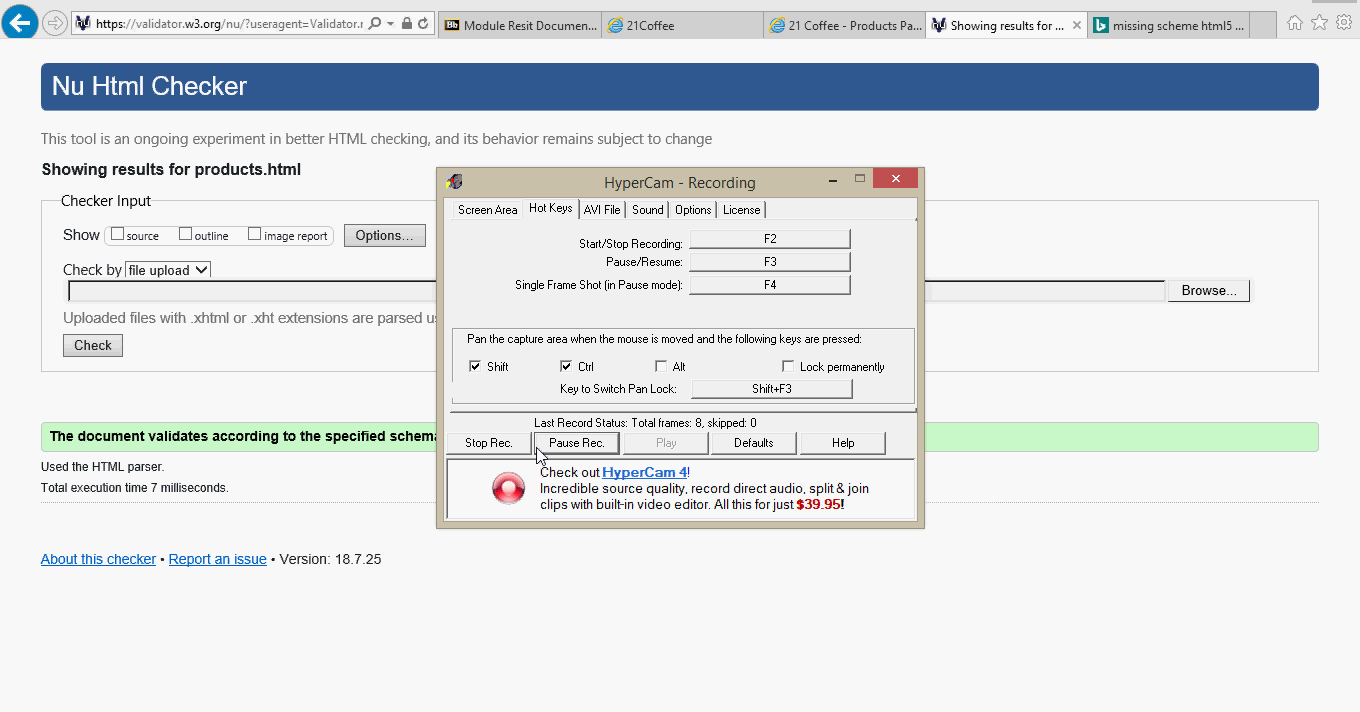 https://validator.w3.org/nu/?useragent=Validator.r
Module Resit Document...
21Coffee
21 Coffee - Products Pa...
Showing results for ...
missing scheme html5 ...
Nu Html Checker
This tool is an ongoing experiment in better HTML checking, and its behavior remains subject to change
Showing results for products.html
Checker Input
Show source outline image report Options...
Check by file upload
Browse...
Uploaded files with .xhtml or .xht extensions are parsed
Check
The document validates according to the specified
Used the HTML parser.
Total execution time 7 milliseconds.
About this checker • Report an issue • Version: 18.7.25
HyperCam - Recording
Screen Area Hot Keys AVI File Sound Options License
Start/Stop Recording: F2
Pause/Resume: F3
Single Frame Shot (in Pause mode): F4
Pan the capture area when the mouse is moved and the following keys are pressed:
Shift Ctrl Alt Lock permanently
Key to Switch Pan Lock: Shift+F3
Last Record Status: Total frames: 8, skipped: 0
Stop Rec. Pause Rec. Play Defaults Help
Check out HyperCam 4!
Incredible source quality, record direct audio, split & join
clips with built-in video editor. All this for just $39.95!